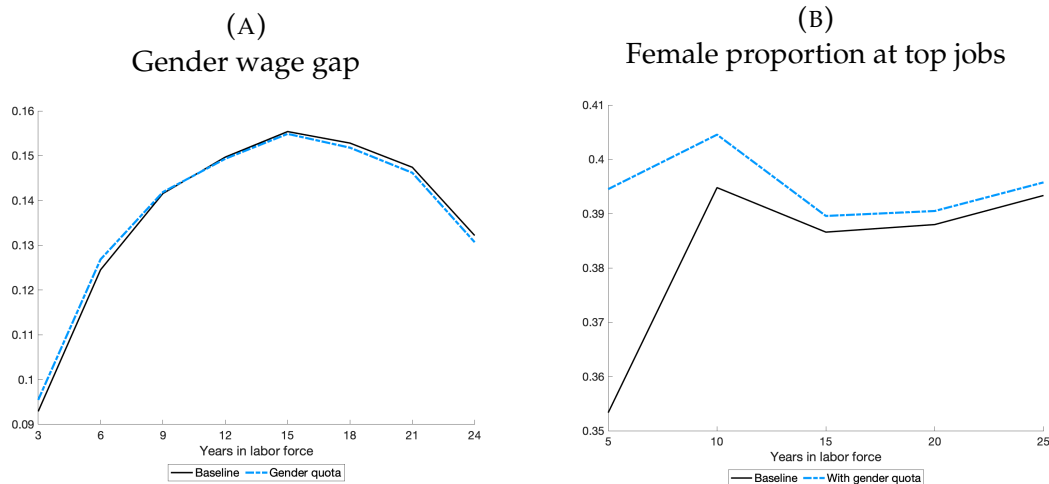 (A)
Gender wage gap
0.16
0.15
0.14
0.13
0.12
0.11
0.1
0.09
3 6 9 12 15 18 21 24
Years in labor force
Baseline Gender quota
(B)
Female proportion at top jobs
0.41
0.4
0.39
0.38
0.37
0.36
0.35
5 10 15 20 25
Years in labor force
Baseline With gender quota